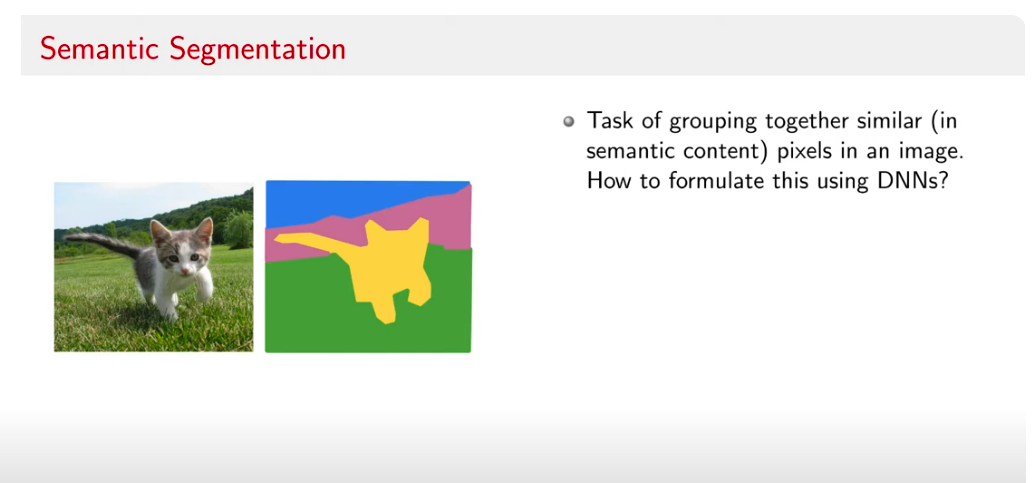 Semantic Segmentation
Task of grouping together similar (in
semantic content) pixels in an image.
How to formulate this using DNNs?